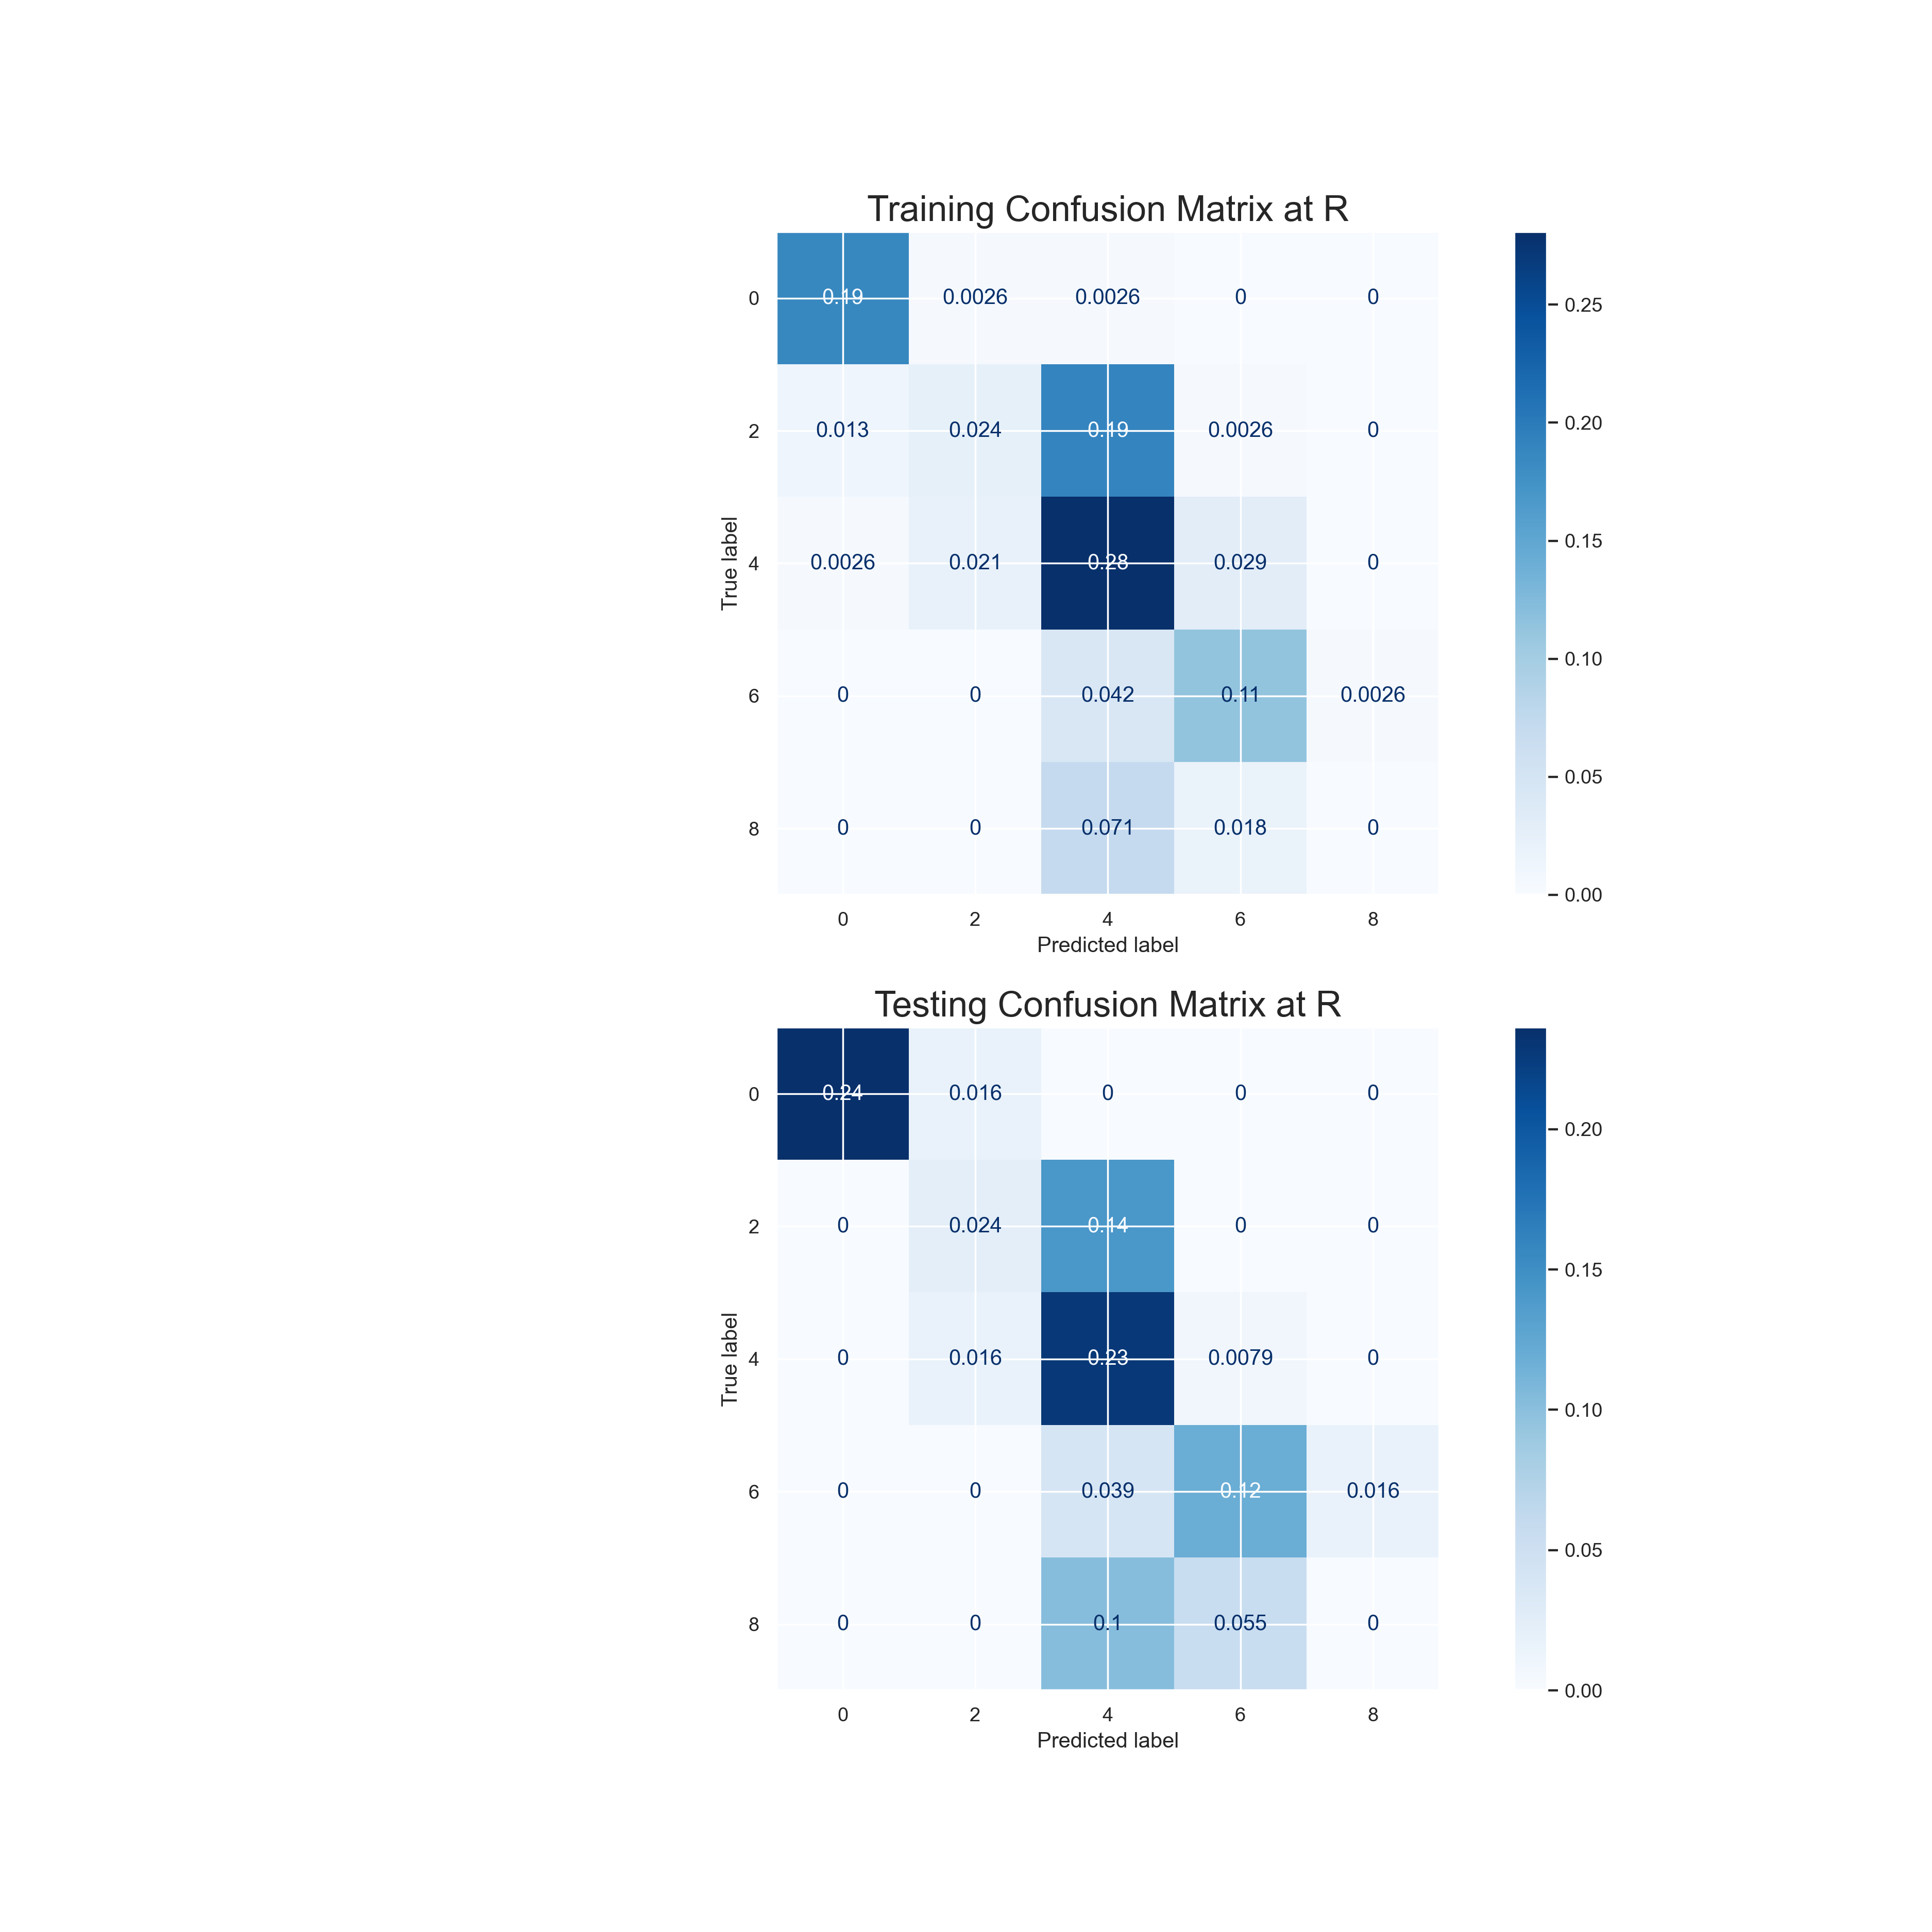 Training Confusion Matrix at R
0 0.19 0.0026 0.0026 0 0
2 0.013 0.024 0.19 0.0026 0
4 0.0026 0.021 0.28 0.029 0
6 0 0 0.042 0.11 0.0026
8 0 0 0.071 0.018 0
True label
0 2 4 6 8
Predicted label
0.25
0.20
0.15
0.10
0.05
0.00
Testing Confusion Matrix at R
0 0.24 0.016 0 0 0
2 0 0.024 0.14 0 0
4 0 0.016 0.23 0.0079 0
6 0 0 0.039 0.12 0.016
8 0 0 0.1 0.055 0
True label
0 2 4 6 8
Predicted label
0.20
0.15
0.10
0.05
0.00